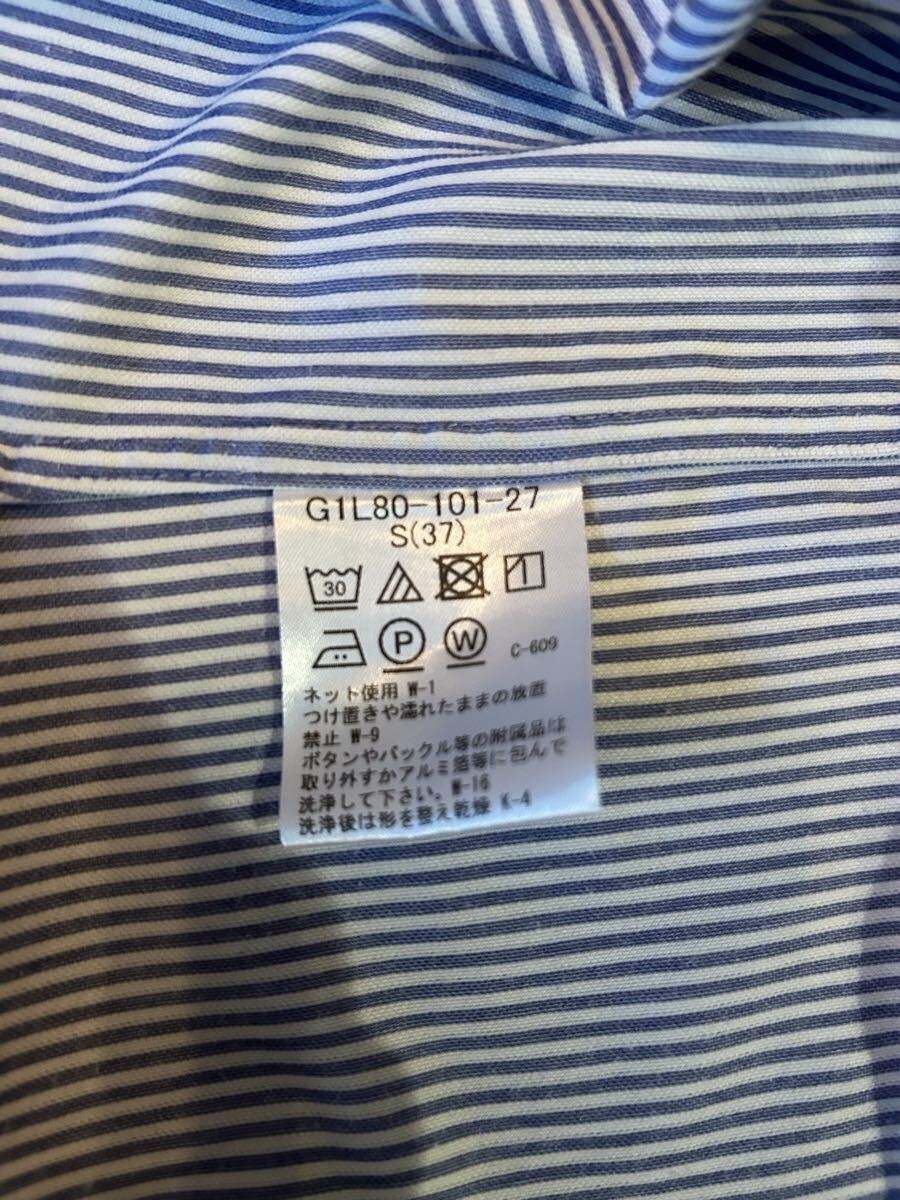 G1L80-101-27
S(37)
30
P W C-609
ネット使用 W-1
つけ置きや濡れたままの放置
禁止 W-9
ボタンやバックル等の附属品は
取り外すかアルミ箔等に包んで
洗浄して下さい。W-16
洗浄後は形を整え乾燥 K-4